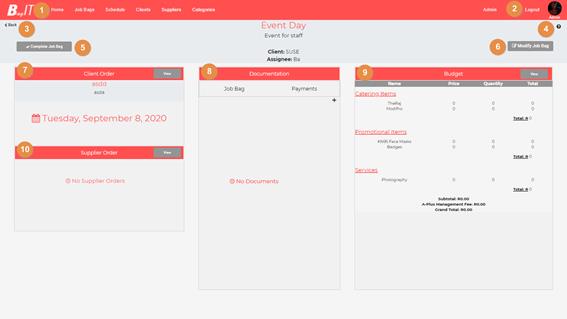 BagIT 1 Home Job Bags Schedule Clients Suppliers Categories Admin 2 Logout
Admin
< Back 3 Event Day 4 ?
Event for staff
✓ Complete Job Bag 5 6 Modify Job Bag
Client: SUSE
Assignee: Ba
7 Client Order View
asdd
asda
Tuesday, September 8, 2020
10 Supplier Order View
No Supplier Orders
8 Documentation
Job Bag Payments
+
No Documents
9 Budget View
Items Price Quantity Total
Catering Items
0 0 0
0 0 0
Total: R 0
Promotional Items
KMR Face Masks 0 0 0
Badges 0 0 0
Total: R 0
Services
Photography 0 0 0
Total: R 0
Subtotal: R0.00
A-Plus Management Fee: R0.00
Grand Total: R0.00